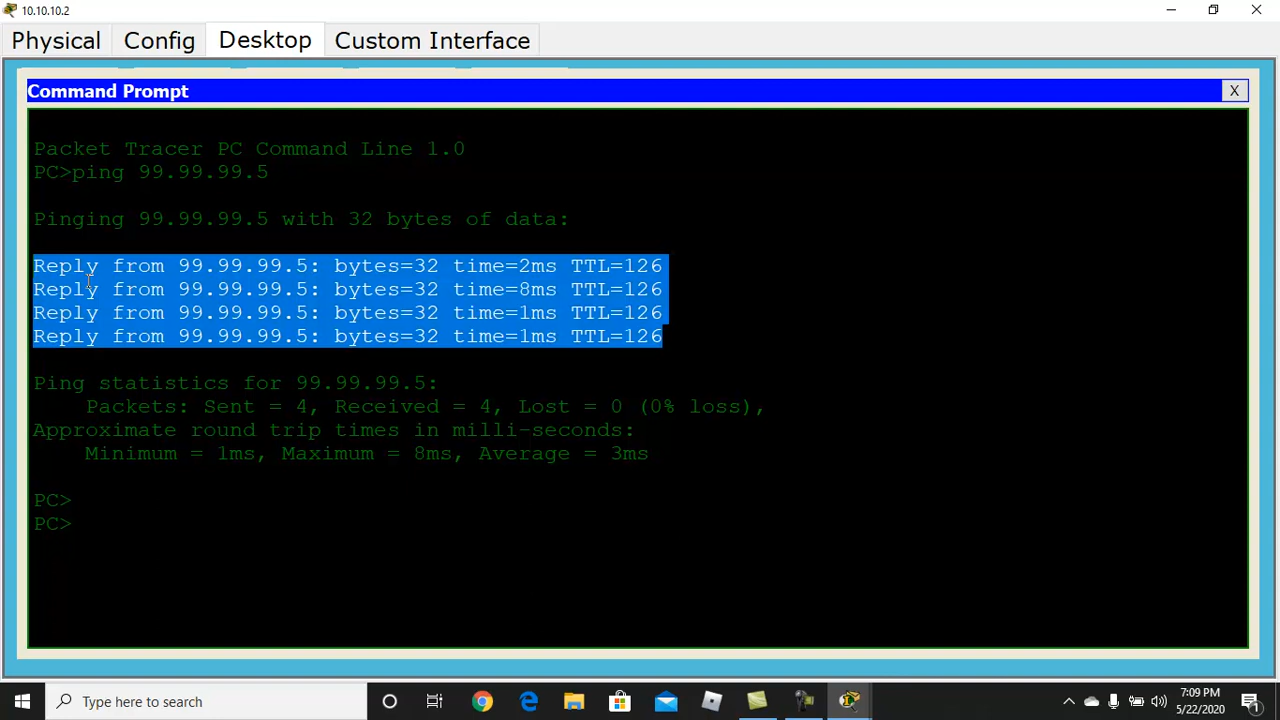 10.10.10.2
Physical Config Desktop Custom Interface
Command Prompt
X
Packet Tracer PC Command Line 1.0
PC>ping 99.99.99.5
Pinging 99.99.99.5 with 32 bytes of data:
Reply from 99.99.99.5: bytes=32 time=2ms TTL=126
Reply from 99.99.99.5: bytes=32 time=8ms TTL=126
Reply from 99.99.99.5: bytes=32 time=1ms TTL=126
Reply from 99.99.99.5: bytes=32 time=1ms TTL=126
Ping statistics for 99.99.99.5:
Packets: Sent = 4, Received = 4, Lost = 0 (0% loss),
Approximate round trip times in milli-seconds:
Minimum = 1ms, Maximum = 8ms, Average = 3ms
PC>
PC>
Type here to search
7:09 PM
5/22/2020
1